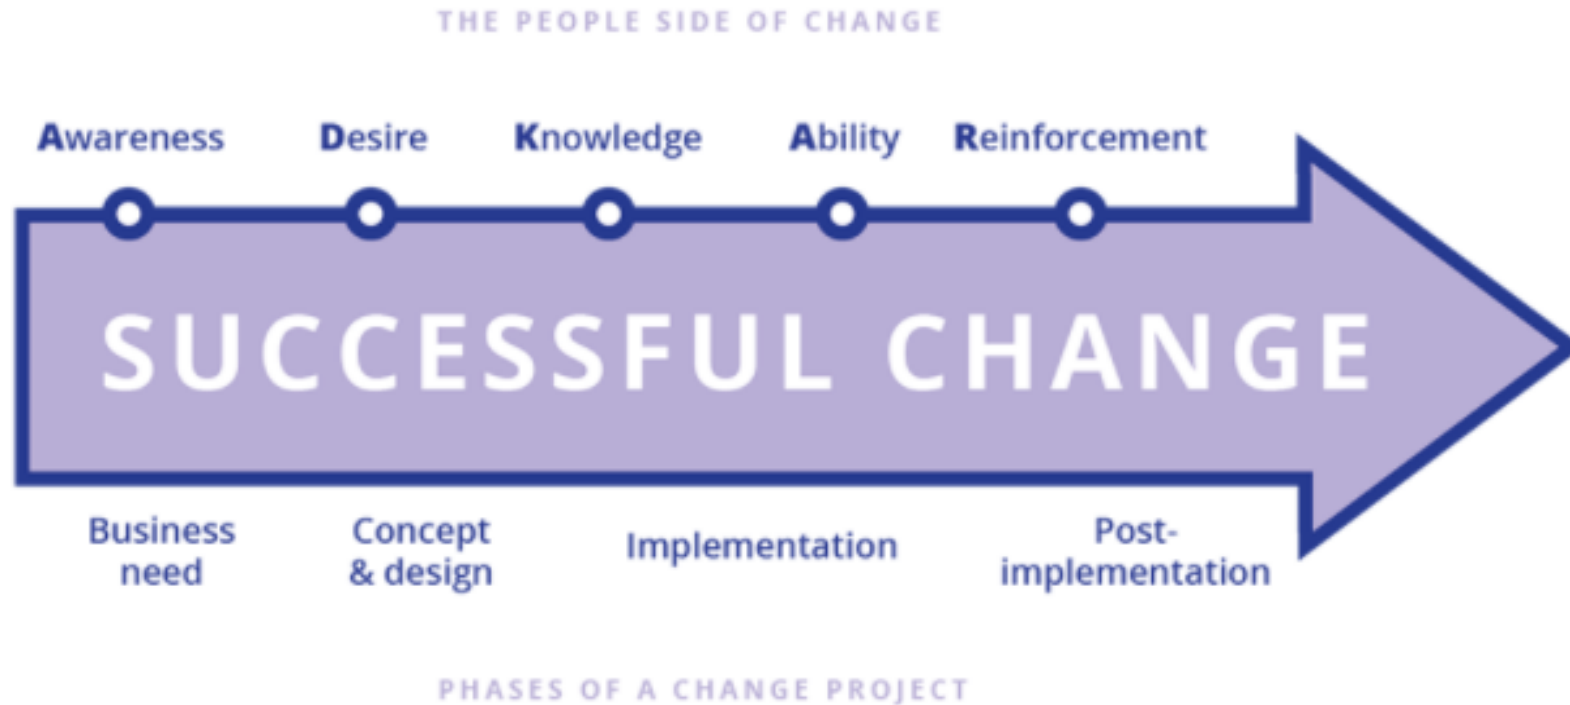 THE PEOPLE SIDE OF CHANGE
Awareness Desire Knowledge Ability Reinforcement
SUCCESSFUL CHANGE
Business need
Concept & design
Implementation
Post-implementation
PHASES OF A CHANGE PROJECT